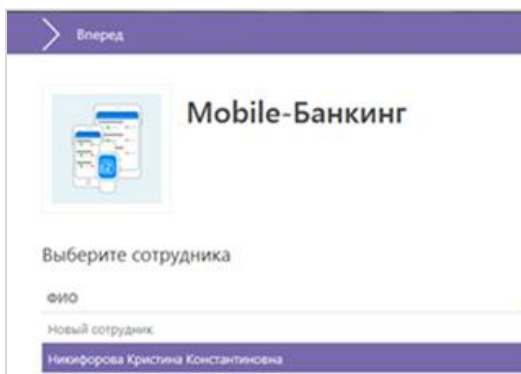 Вперед
Mobile-Банкинг
Выберите сотрудника
ФИО
Новый сотрудник
Никифорова Кристина Константиновна